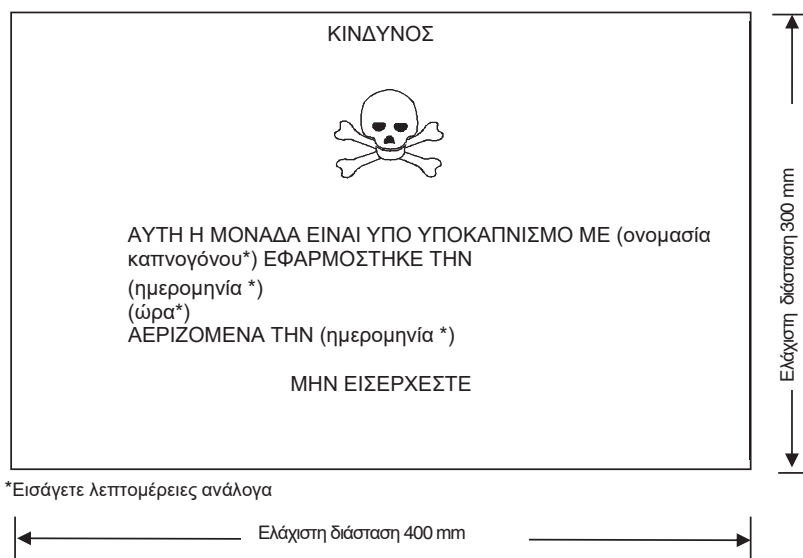 ΚΙΝΔΥΝΟΣ
ΑΥΤΗ Η ΜΟΝΑΔΑ ΕΙΝΑΙ ΥΠΟ ΥΠΟΚΑΠΝΙΣΜΟ ΜΕ (ονομασία
καπνογόνου*) ΕΦΑΡΜΟΣΤΗΚΕ ΤΗΝ
(ημερομηνία *)
(ώρα*)
ΑΕΡΙΖΟΜΕΝΑ ΤΗΝ (ημερομηνία *)
ΜΗΝ ΕΙΣΕΡΧΕΣΤΕ
Ελάχιστη διάσταση 300 mm
*Εισάγετε λεπτομέρειες ανάλογα
Ελάχιστη διάσταση 400 mm